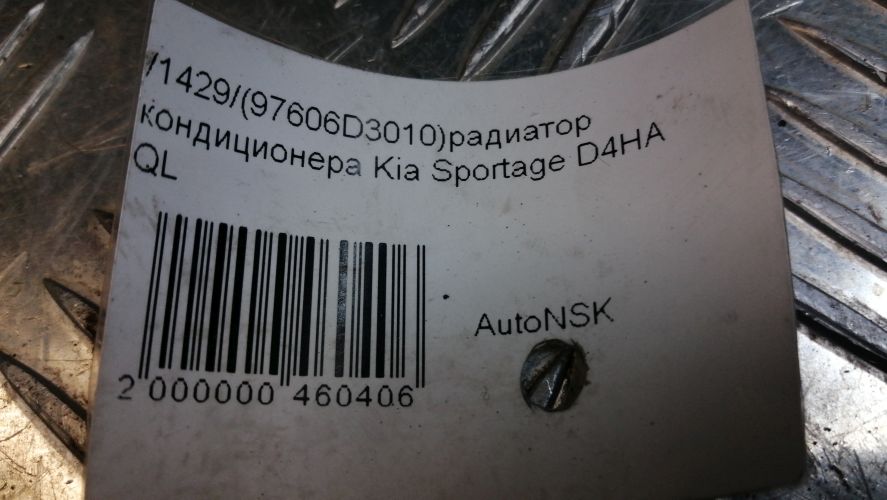 /1429/(97606D3010)радиатор
кондиционера Kia Sportage D4HA
QL
AutoNSK
2 000000 460406